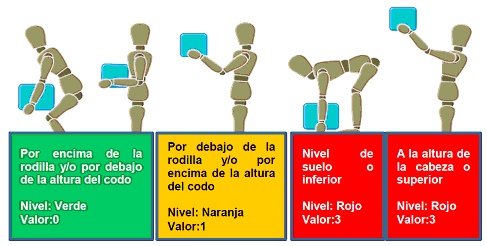 Por encima de la
rodilla y/o por debajo
de la altura del codo
Nivel: Verde
Valor:0
Por debajo de la
rodilla y/o por
encima de la altura
del codo
Nivel: Naranja
Valor:1
Nivel de
suelo o
inferior
Nivel: Rojo
Valor:3
A la altura de
la cabeza o
superior
Nivel: Rojo
Valor:3